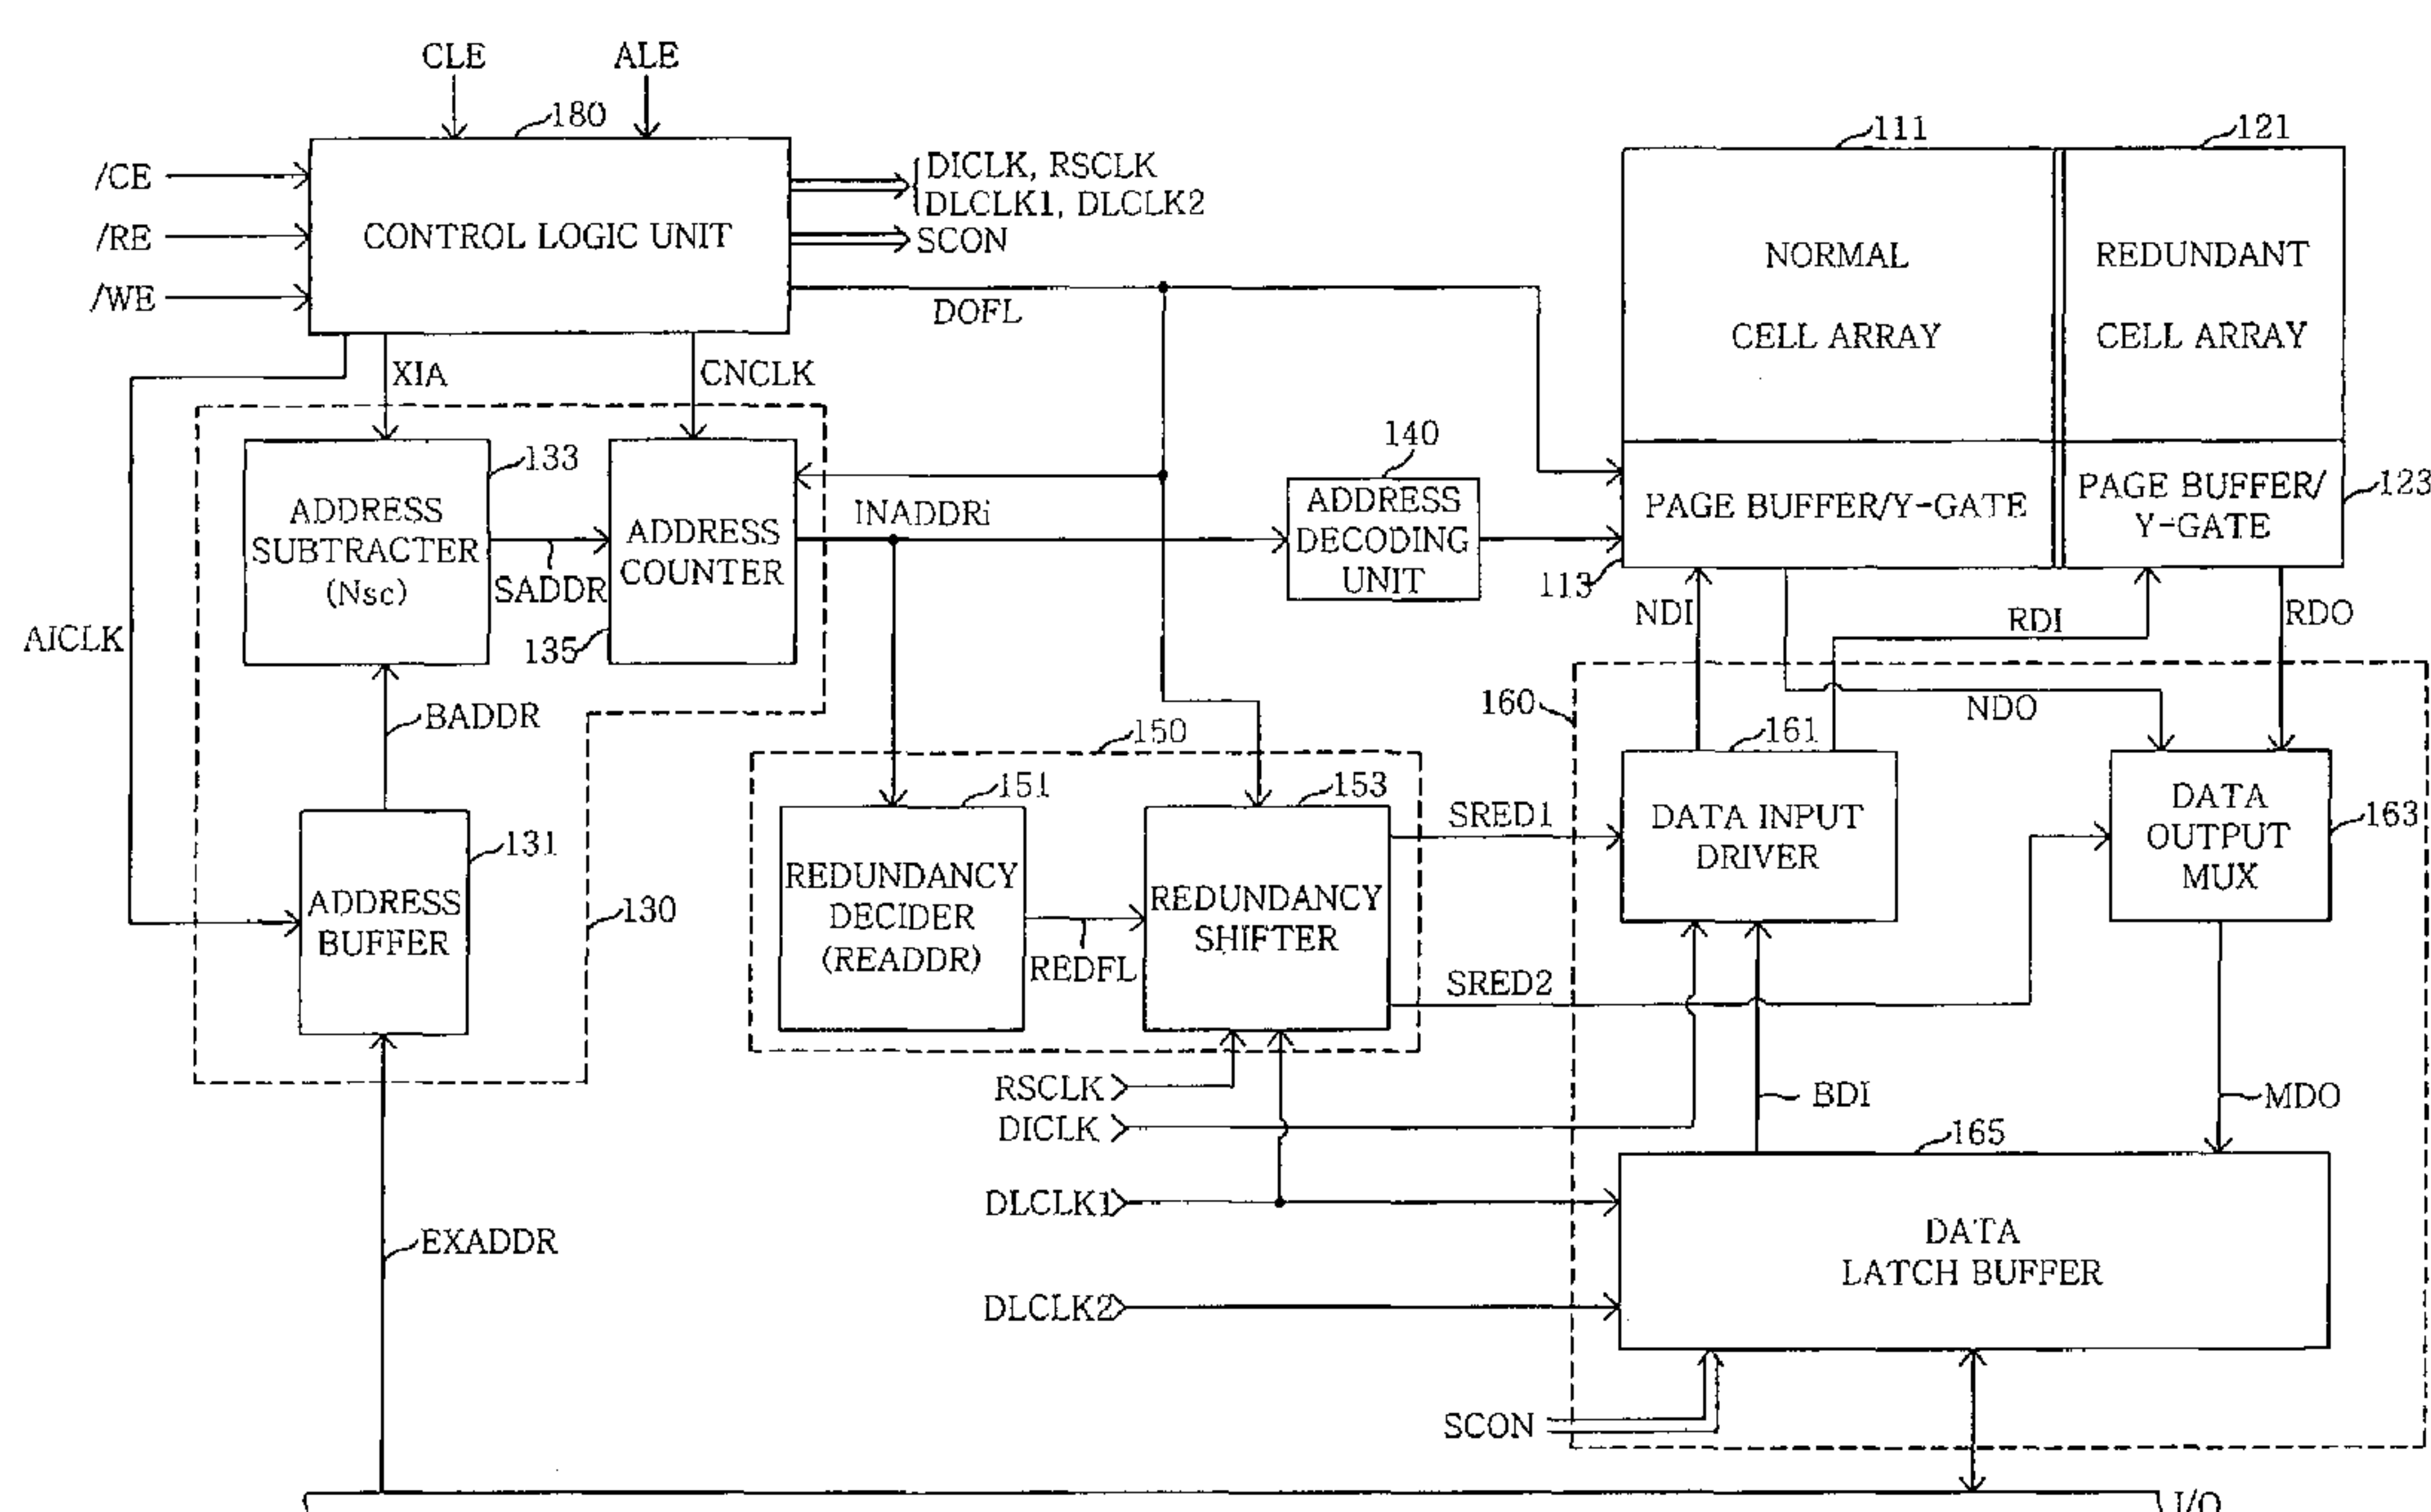 CLE
ALE
180
111
121
/CE
/RE
/WE
CONTROL LOGIC UNIT
DICLK, RSCLK
DLCLK1, DLCLK2
SCON
DOFL
NORMAL
CELL ARRAY
REDUNDANT
CELL ARRAY
XIA
CNCLK
133
ADDRESS
SUBTRACTER
(Nsc)
SADDR
135
ADDRESS
COUNTER
INADDRi
140
ADDRESS
DECODING
UNIT
PAGE BUFFER/Y-GATE
PAGE BUFFER/
Y-GATE
123
113
NDI
RDI
RDO
AICLK
BADDR
160
NDO
150
161
151
153
131
ADDRESS
BUFFER
130
REDUNDANCY
DECIDER
(READDR)
REDFL
REDUNDANCY
SHIFTER
SRED1
SRED2
DATA INPUT
DRIVER
DATA
OUTPUT
MUX
163
RSCLK
DICLK
BDI
MDO
165
DLCLK1
DATA
LATCH BUFFER
EXADDR
DLCLK2
SCON
I/O